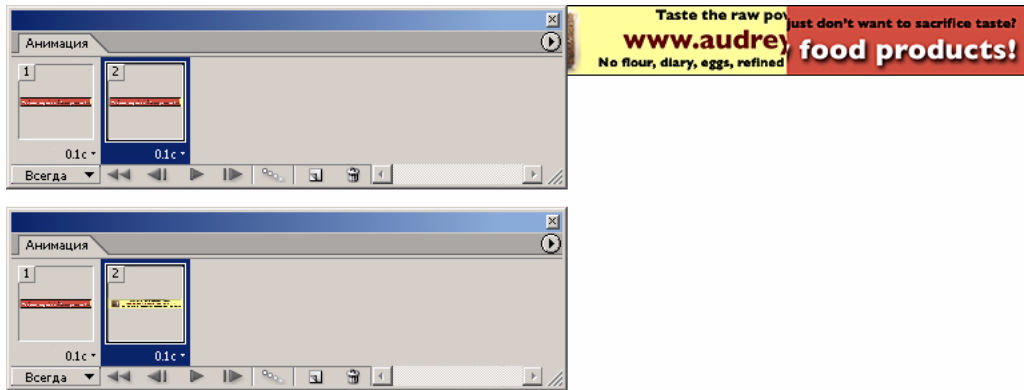 Анимация
1
2
0.1с
0.1с
Всегда
Taste the raw pow
www.audrey
No flour, diary, eggs, refined
just don't want to sacrifice taste?
food products!
Анимация
1
2
0.1с
0.1с
Всегда